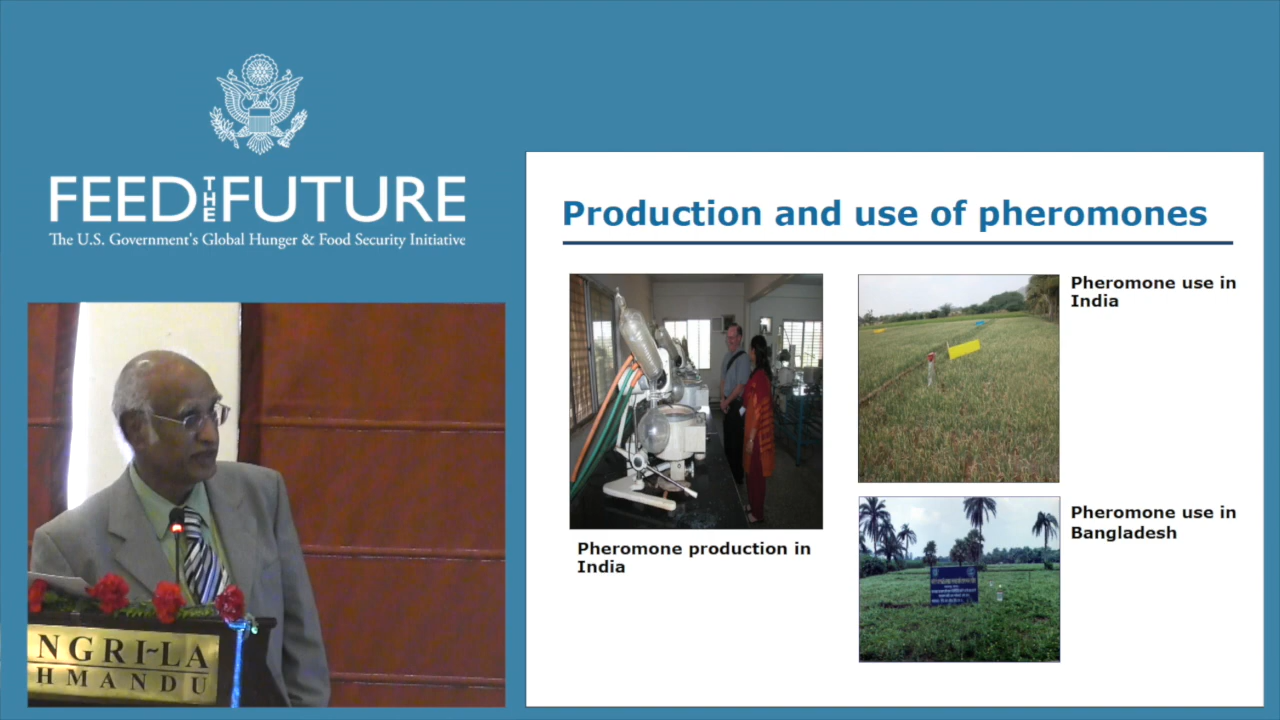 FEED THE FUTURE
The U.S. Government's Global Hunger & Food Security Initiative
Production and use of pheromones
Pheromone use in
India
Pheromone production in
India
Pheromone use in
Bangladesh
NGRI~LA
HMANDU